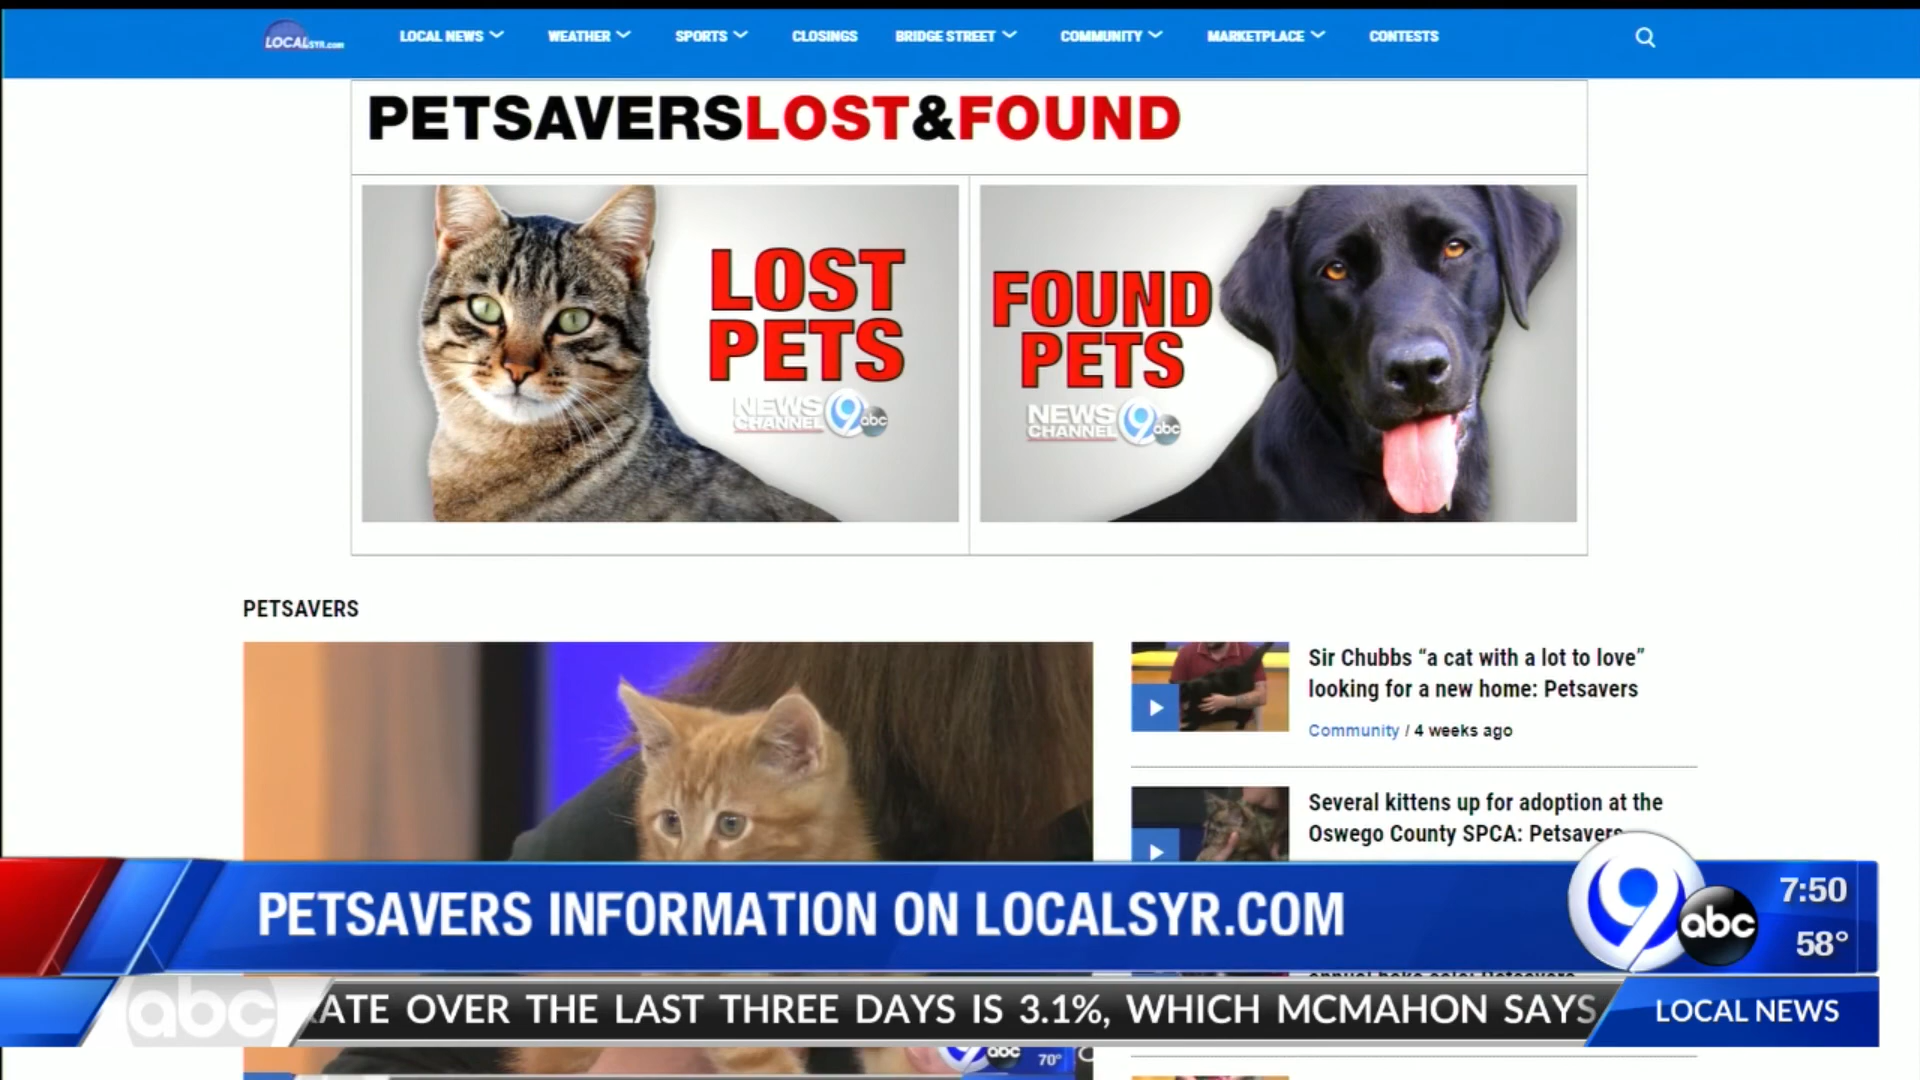 LOCALSYR.COM
LOCAL NEWS WEATHER SPORTS CLOSINGS BRIDGE STREET COMMUNITY MARKETPLACE CONTESTS
PETSAVERSLOST&FOUND
LOST
PETS
NEWS
CHANNEL 9 abc
FOUND
PETS
NEWS
CHANNEL 9 abc
PETSAVERS
Sir Chubbs “a cat with a lot to love”
looking for a new home: Petsavers
Community / 4 weeks ago
Several kittens up for adoption at the
Oswego County SPCA: Petsavers
PETSAVERS INFORMATION ON LOCALSYR.COM
9 abc
7:50
58°
abc
RATE OVER THE LAST THREE DAYS IS 3.1%, WHICH MCMAHON SAYS
LOCAL NEWS
abc 70°